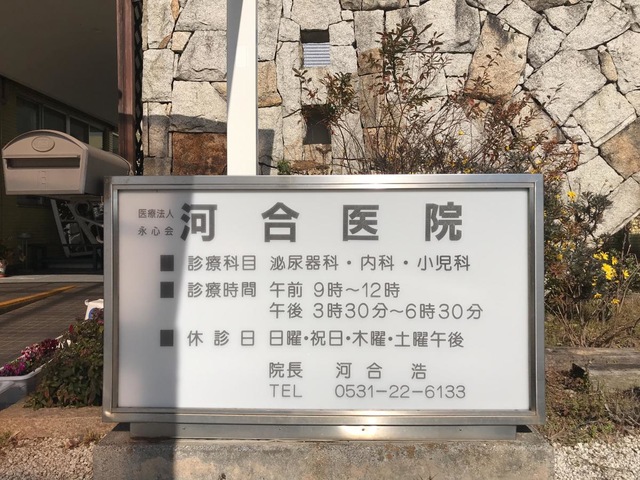 医療法人
永心会
河合医院
■ 診療科目 泌尿器科・内科・小児科
■ 診療時間 午前 9時〜12時
午後 3時30分〜6時30分
■ 休診日 日曜・祝日・木曜・土曜午後
院長 河合浩
TEL 0531-22-6133